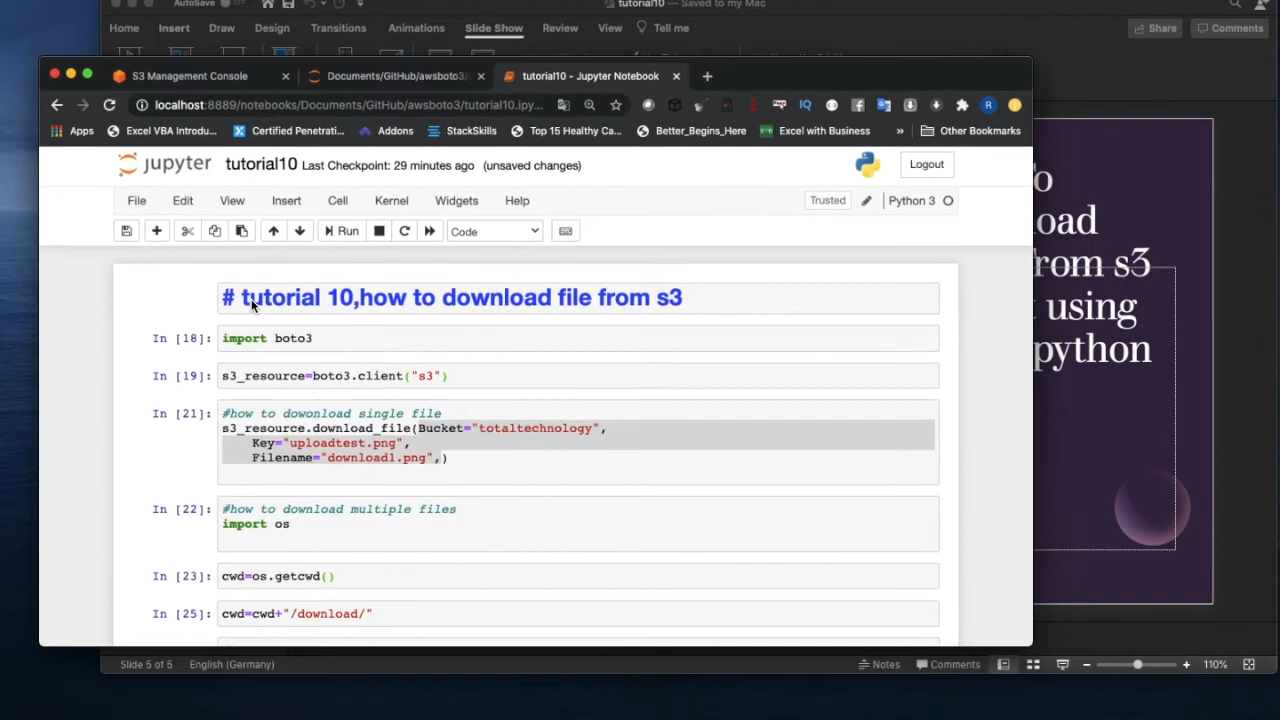 AutoSave
tutorial10 — Saved to my Mac
Home Insert Draw Design Transitions Animations Slide Show Review View Tell me
Share Comments
S3 Management Console
Documents/GitHub/awsboto3/
tutorial10 - Jupyter Notebook
localhost:8889/notebooks/Documents/GitHub/awsboto3/tutorial10.ipy...
Apps Excel VBA Introdu... Certified Penetrati... Addons StackSkills Top 15 Healthy Ca... Better_Begins_Here Excel with Business » Other Bookmarks
jupyter tutorial10 Last Checkpoint: 29 minutes ago (unsaved changes)
Logout
File Edit View Insert Cell Kernel Widgets Help
Trusted Python 3
Run Code
# tutorial 10,how to download file from s3
In [18]: import boto3
In [19]: s3_resource=boto3.client("s3")
In [21]: #how to dowonload single file
s3_resource.download_file(Bucket="totaltechnology",
Key="uploadtest.png",
Filename="download1.png",)
In [22]: #how to download multiple files
import os
In [23]: cwd=os.getcwd()
In [25]: cwd=cwd+"/download/"
o
oad
rom s3
using
python
Slide 5 of 5 English (Germany) Notes Comments 110%